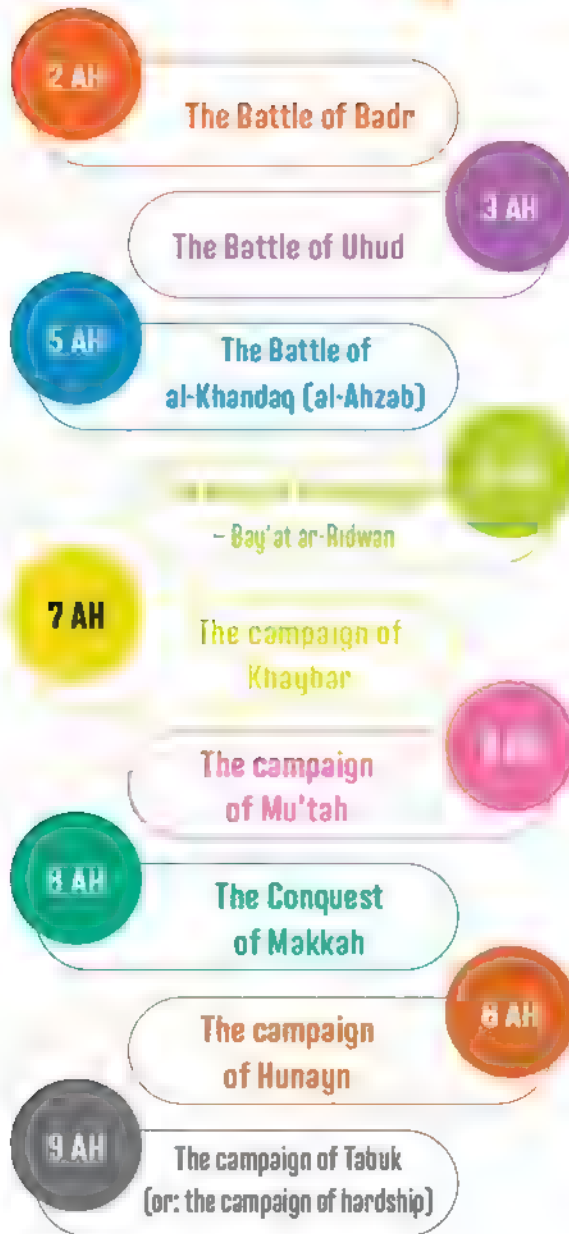 2 AH
The Battle of Badr
3 AH
The Battle of Uhud
5 AH
The Battle of
al-Khandaq (al-Ahzab)
– Bay'at ar-Ridwan
7 AH
The campaign of
Khaybar
The campaign
of Mu'tah
8 AH
The Conquest
of Makkah
8 AH
The campaign
of Hunayn
9 AH
The campaign of Tabuk
(or: the campaign of hardship)